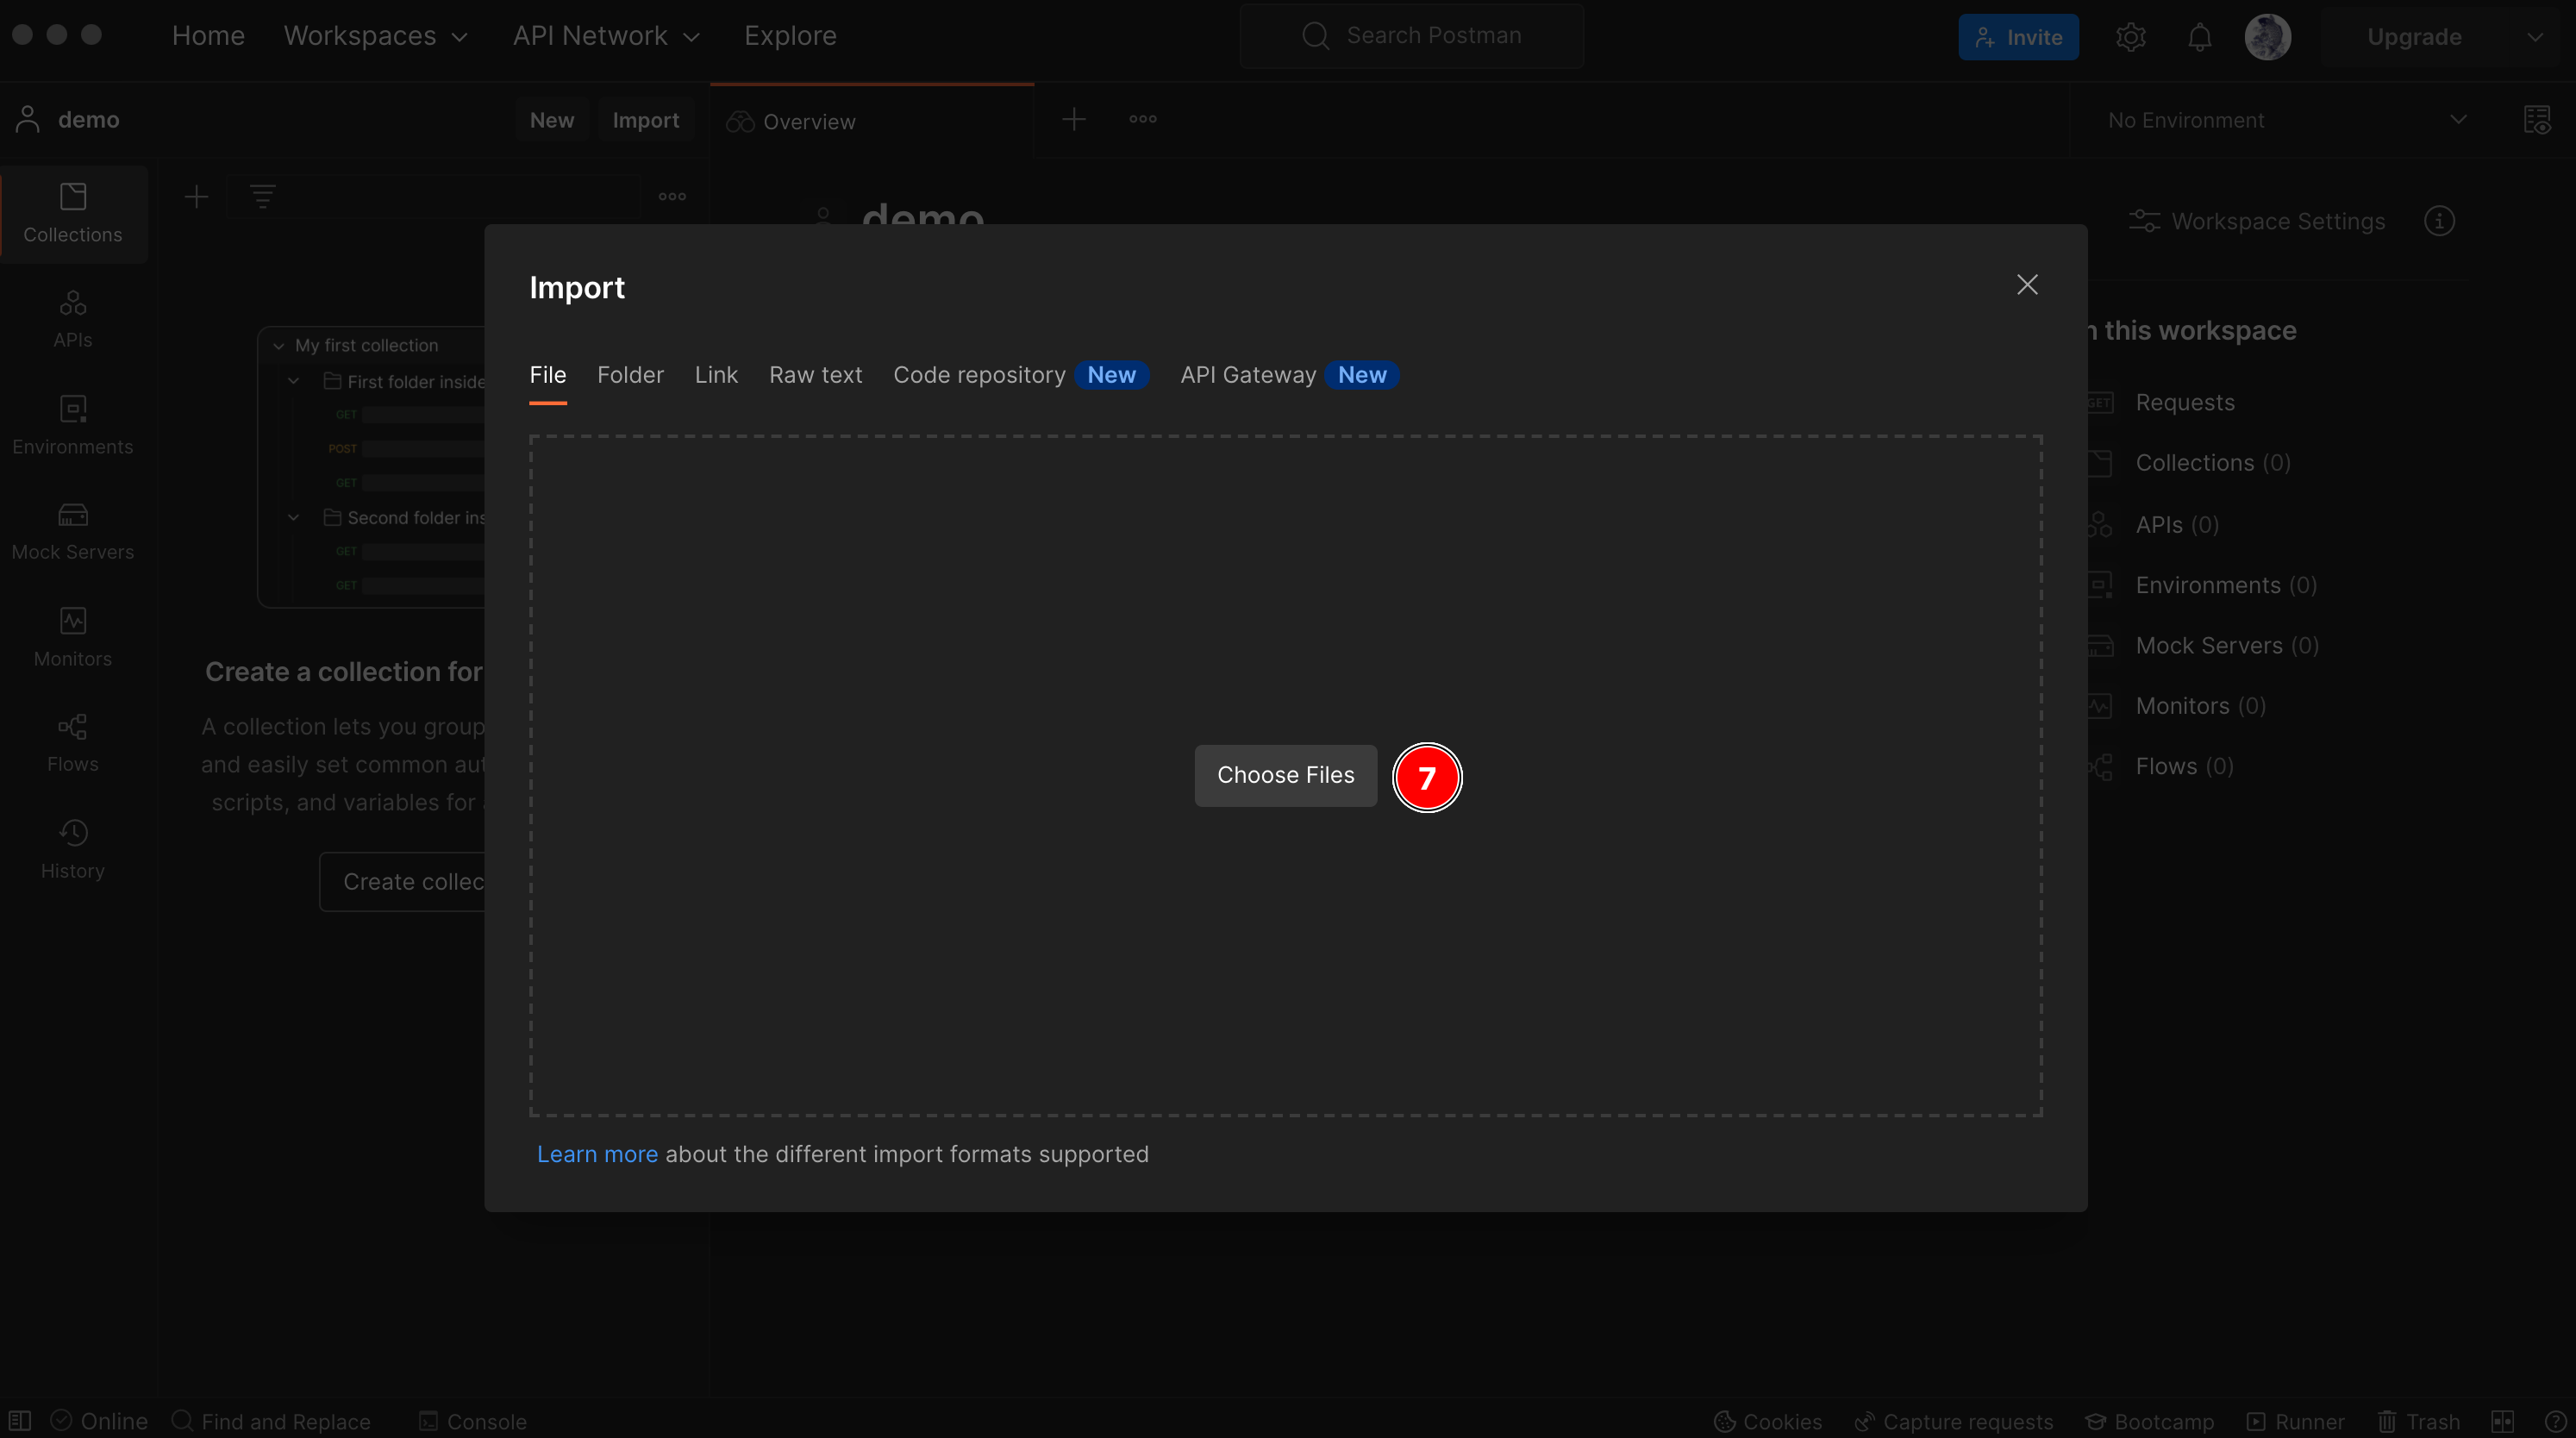 Home Workspaces API Network Explore Search Postman Invite Upgrade
demo New Import Overview No Environment
Collections
APIs
Environments
Mock Servers
Monitors
Flows
History
My first collection
First folder inside
GET
POST
GET
Second folder ins
GET
GET
Create a collection for
A collection lets you group
and easily set common aut
scripts, and variables for
Create collec
demo
Workspace Settings
n this workspace
GET Requests
Collections (0)
APIs (0)
Environments (0)
Mock Servers (0)
Monitors (0)
Flows (0)
Import
File Folder Link Raw text Code repository New API Gateway New
Choose Files 7
Learn more about the different import formats supported
Online Find and Replace Console Cookies Capture requests Bootcamp Runner Trash